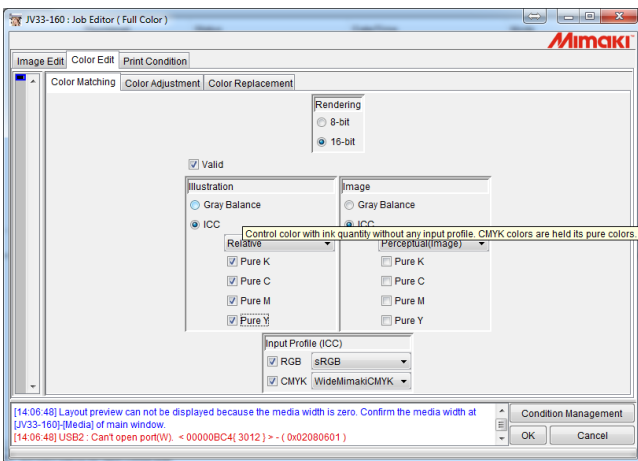 JV33-160 : Job Editor ( Full Color )
Mimaki
Image Edit Color Edit Print Condition
Color Matching Color Adjustment Color Replacement
Rendering
8-bit
16-bit
Valid
Illustration
Gray Balance
ICC
Relative
Pure K
Pure C
Pure M
Pure Y
Image
Gray Balance
ICC
Control color with ink quantity without any input profile. CMYK colors are held its pure colors.
Perceptual(Image)
Pure K
Pure C
Pure M
Pure Y
Input Profile (ICC)
RGB sRGB
CMYK WideMimakiCMYK
[14:06:48] Layout preview can not be displayed because the media width is zero. Confirm the media width at
[JV33-160]-[Media] of main window.
[14:06:48] USB2 : Can't open port(W). < 00000BC4( 3012 ) > - ( 0x02080601 )
Condition Management
OK Cancel